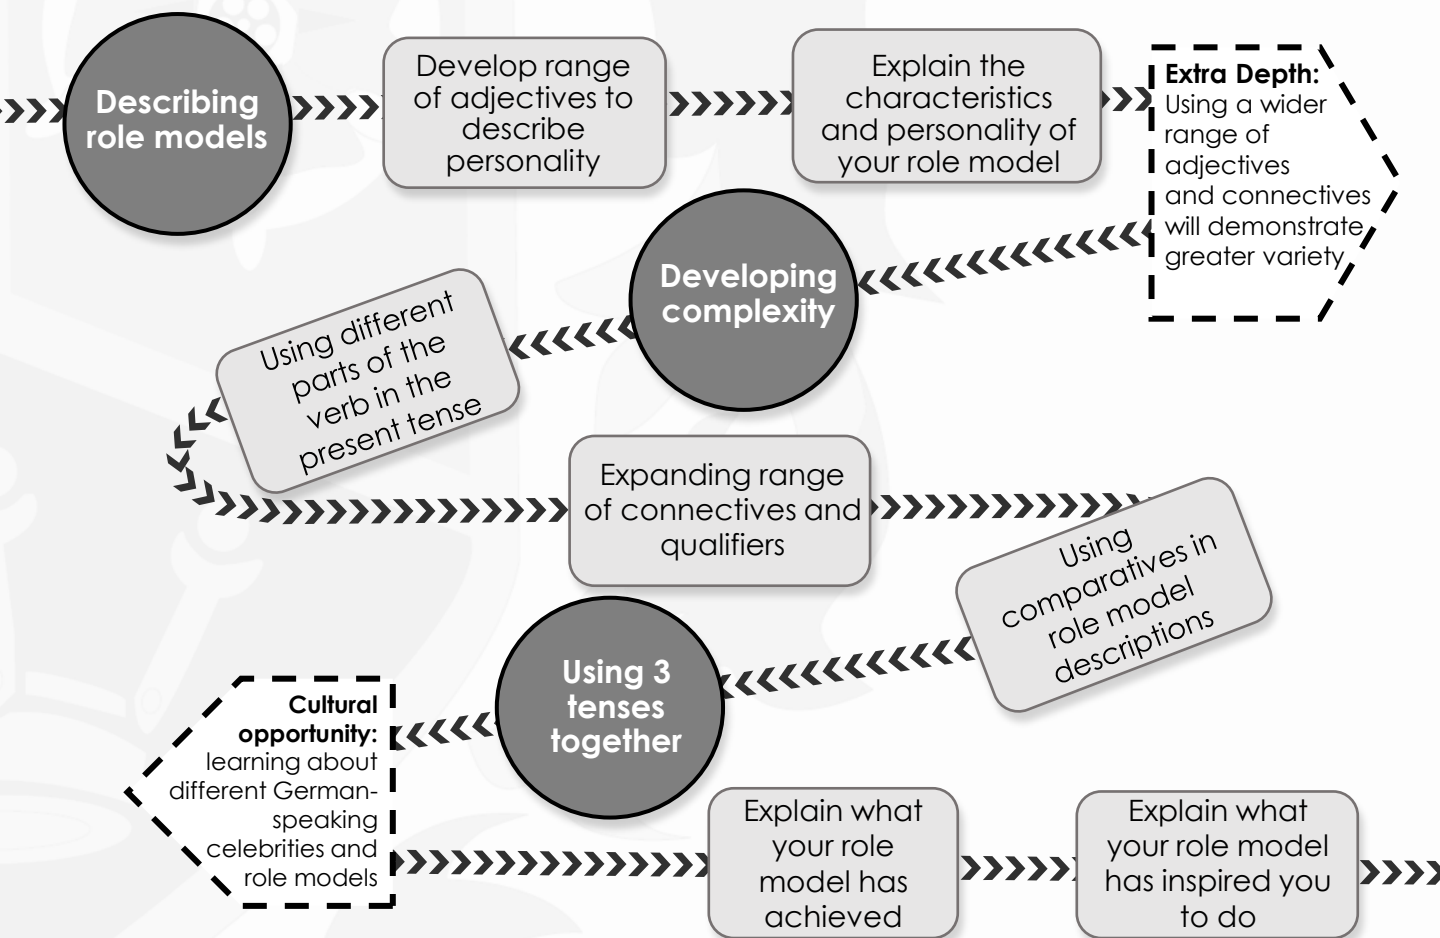 Describing
role models
Develop range
of adjectives to
describe
personality
Explain the
characteristics
and personality of
your role model
Extra Depth:
Using a wider
range of
adjectives
and connectives
will demonstrate
greater variety
Developing
complexity
Using different
parts of the
verb in the
present tense
Expanding range
of connectives and
qualifiers
Using
comparatives in
role model
descriptions
Using 3
tenses
together
Cultural
opportunity:
learning about
different German-
speaking
celebrities and
role models
Explain what
your role
model has
achieved
Explain what
your role model
has inspired you
to do